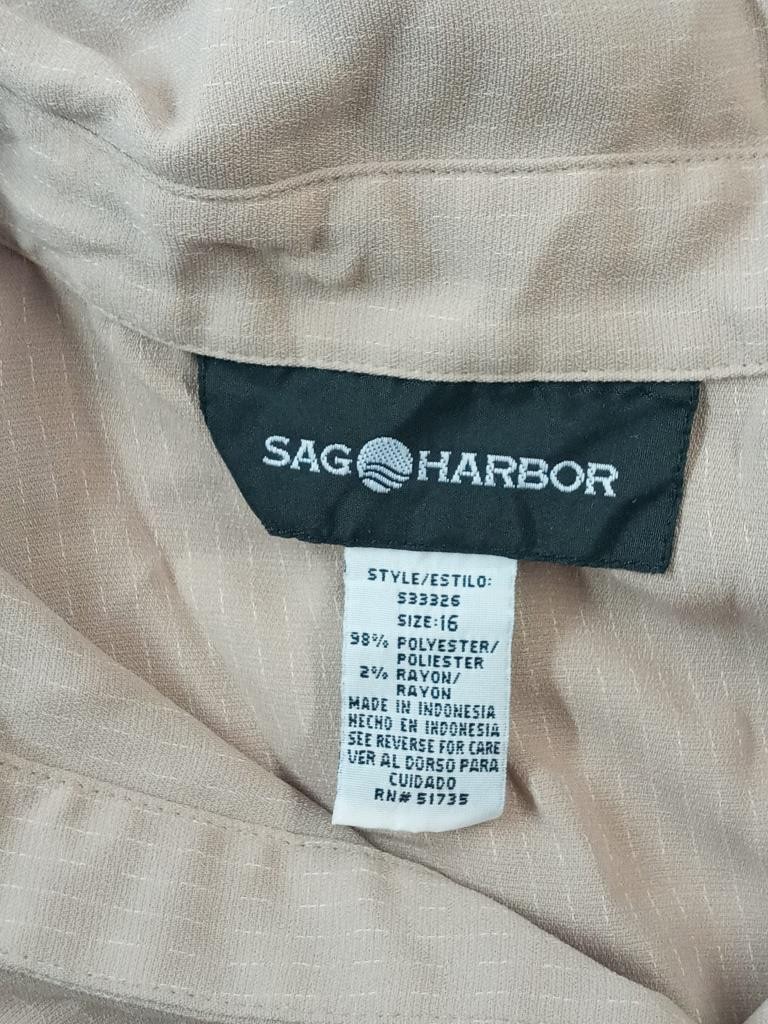 SAG HARBOR
STYLE/ESTILO:
S33326
SIZE:16
98% POLYESTER/
POLIESTER
2% RAYON/
RAYON
MADE IN INDONESIA
HECHO EN INDONESIA
SEE REVERSE FOR CARE
VER AL DORSO PARA
CUIDADO
RN# 51735